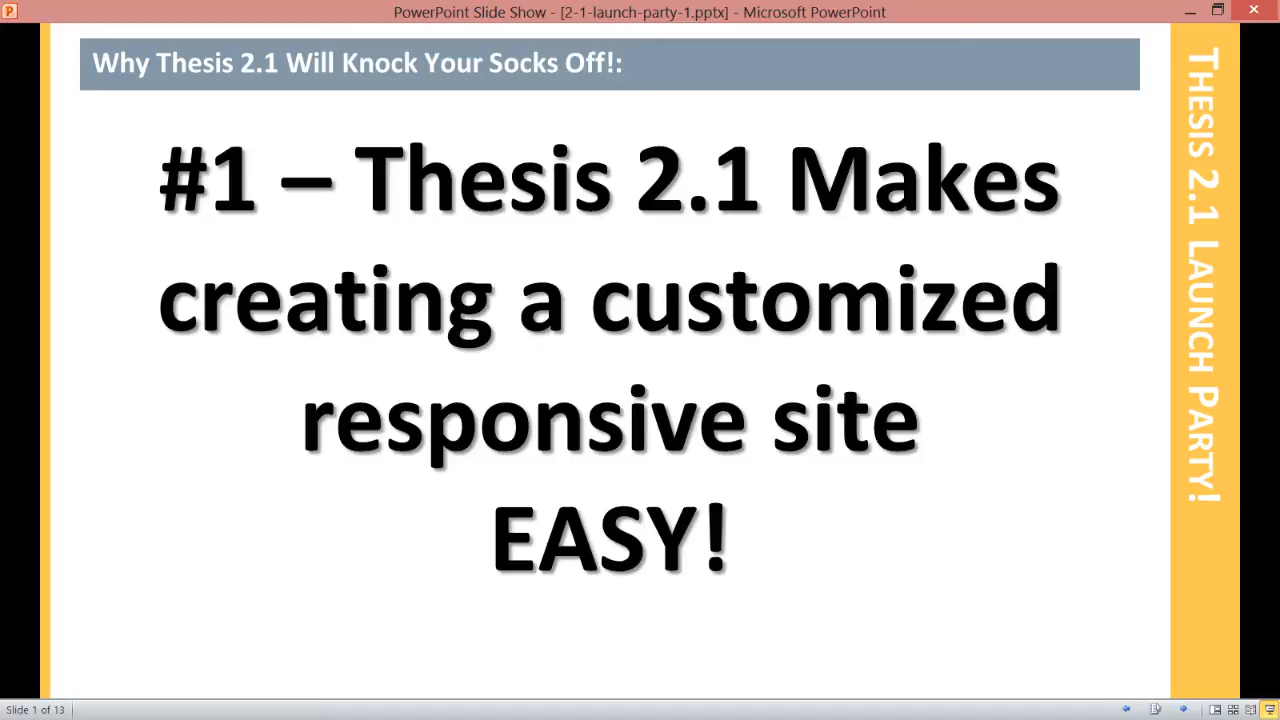 PowerPoint Slide Show - [2-1-launch-party-1.pptx] - Microsoft PowerPoint
Why Thesis 2.1 Will Knock Your Socks Off!:
#1 – Thesis 2.1 Makes
creating a customized
responsive site
EASY!
THESIS 2.1 LAUNCH PARTY!
Slide 1 of 13